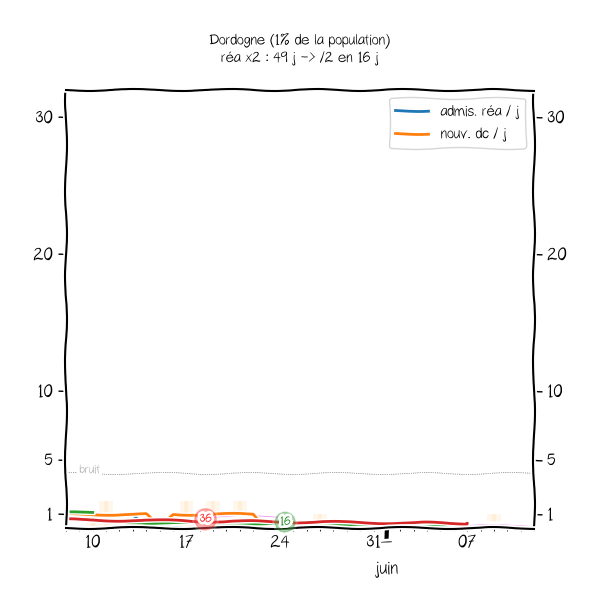 Dordogne (1% de la population)
réa x2 : 49 j -> /2 en 16 j
admis. réa / j
nouv. dc / j
30
30
20
20
10
10
5
5
bruit
1
1
36
16
10
17
24
31
07
juin